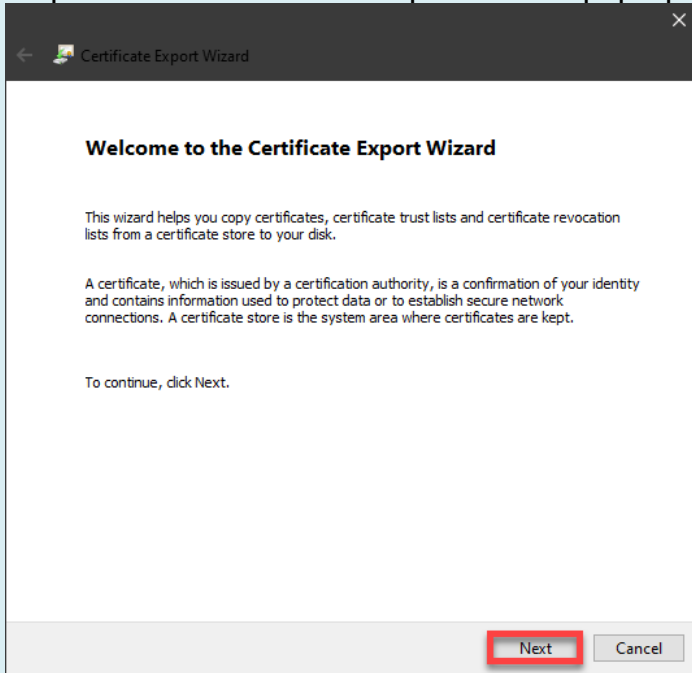 Certificate Export Wizard
Welcome to the Certificate Export Wizard
This wizard helps you copy certificates, certificate trust lists and certificate revocation
lists from a certificate store to your disk.
A certificate, which is issued by a certification authority, is a confirmation of your identity
and contains information used to protect data or to establish secure network
connections. A certificate store is the system area where certificates are kept.
To continue, click Next.
Next Cancel